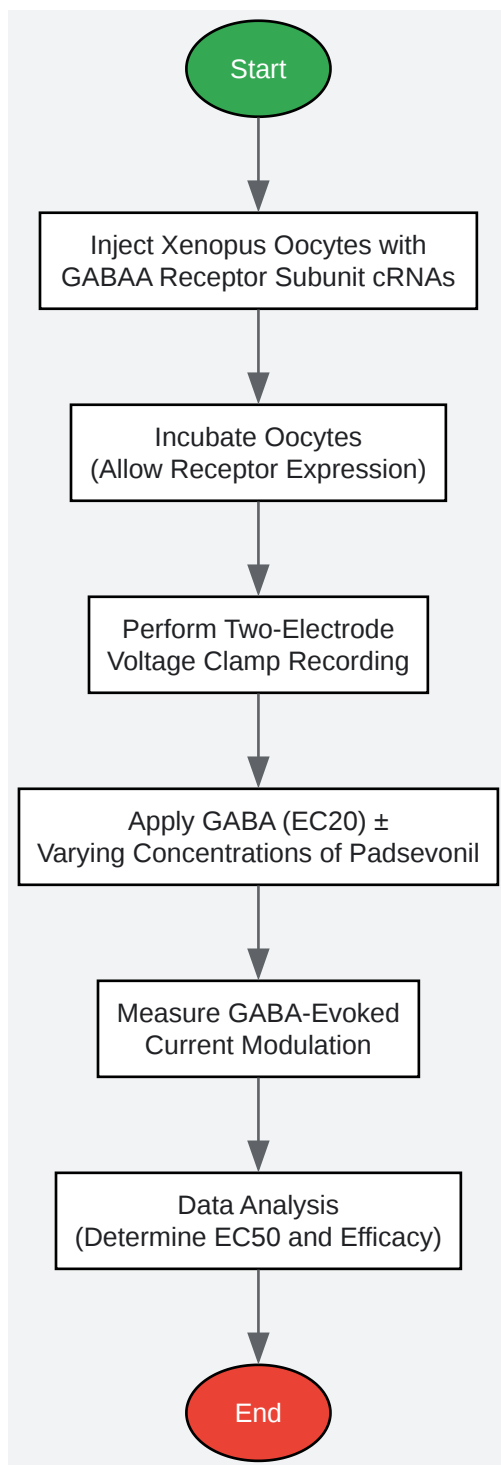 Start
Inject Xenopus Oocytes with
GABAA Receptor Subunit cRNAs
Incubate Oocytes
(Allow Receptor Expression)
Perform Two-Electrode
Voltage Clamp Recording
Apply GABA (EC20) ±
Varying Concentrations of Padsevonil
Measure GABA-Evoked
Current Modulation
Data Analysis
(Determine EC50 and Efficacy)
End